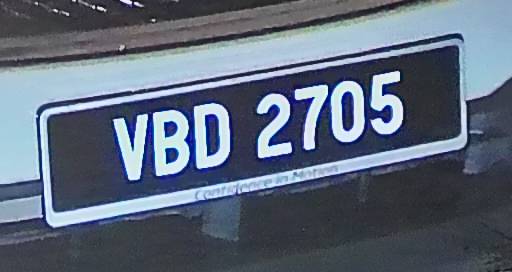 VBD 2705
Confidence in Motion